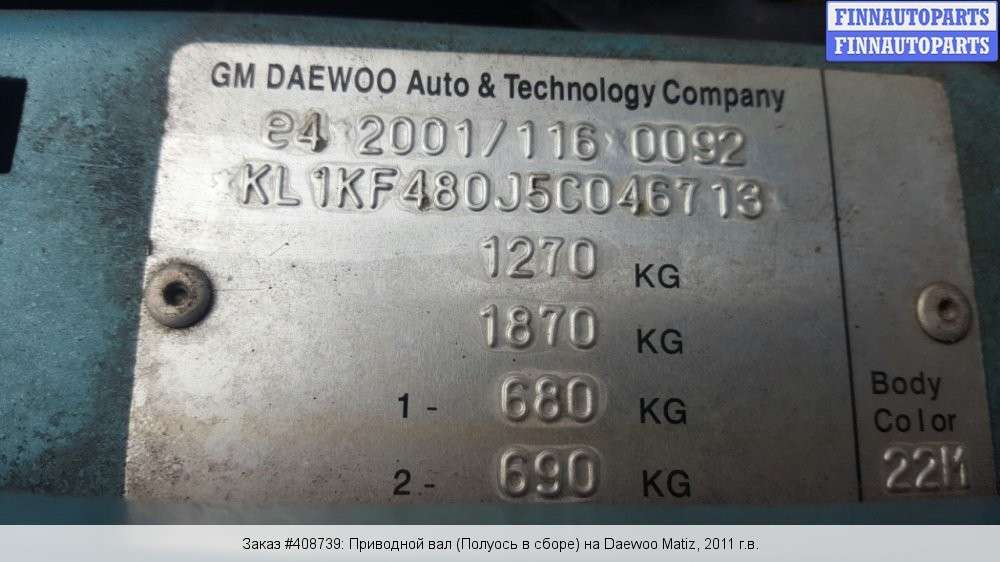 FINNAUTOPARTS
FINNAUTOPARTS
GM DAEWOO Auto & Technology Company
e4 2001/116 0092
KL1KF480J5C046713
1270 KG
1870 KG
1- 680 KG
2- 690 KG
Body
Color
22M
Заказ #408739: Приводной вал (Полуось в сборе) на Daewoo Matiz, 2011 г.в.